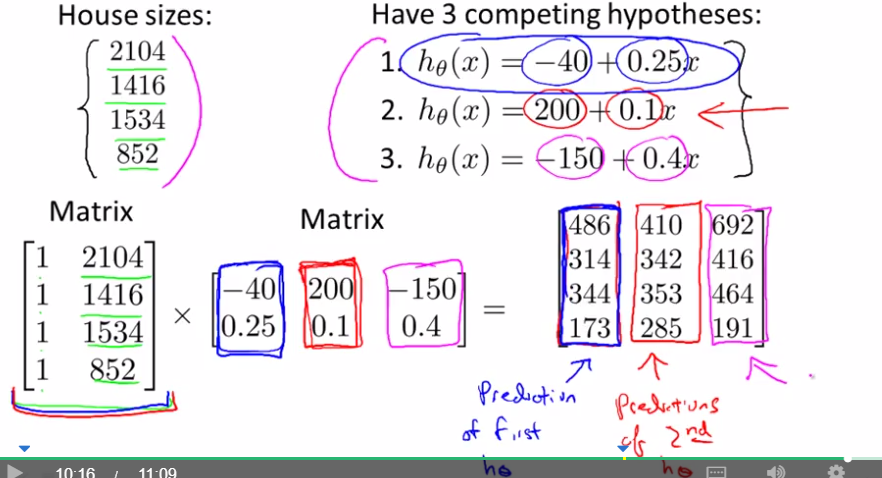 House sizes:
Have 3 competing hypotheses:
2104
1416
1534
852
1. hθ(x) = −40 + 0.25x
2. hθ(x) = 200 + 0.1x
3. hθ(x) = −150 + 0.4x
Matrix
Matrix
1 2104
1 1416
1 1534
1 852
×
−40 200 −150
0.25 0.1 0.4
=
486 410 692
314 342 416
344 353 464
173 285 191
Prediction
of first
hθ
Predictions
of 2nd
hθ
10:16 / 11:09